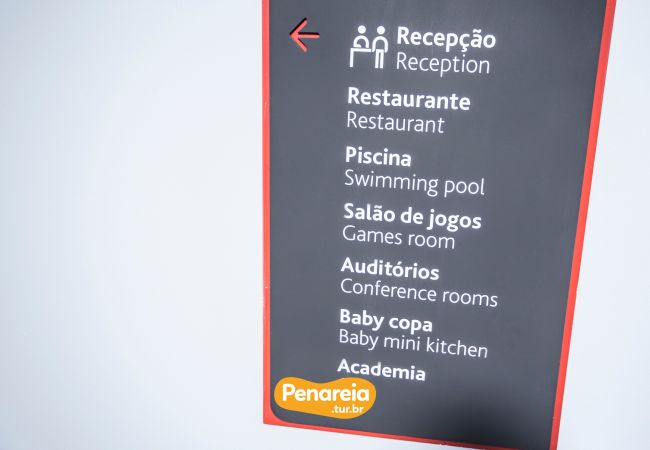 Recepção
Reception
Restaurante
Restaurant
Piscina
Swimming pool
Salão de jogos
Games room
Auditórios
Conference rooms
Baby copa
Baby mini kitchen
Academia
Penareia
.tur.br